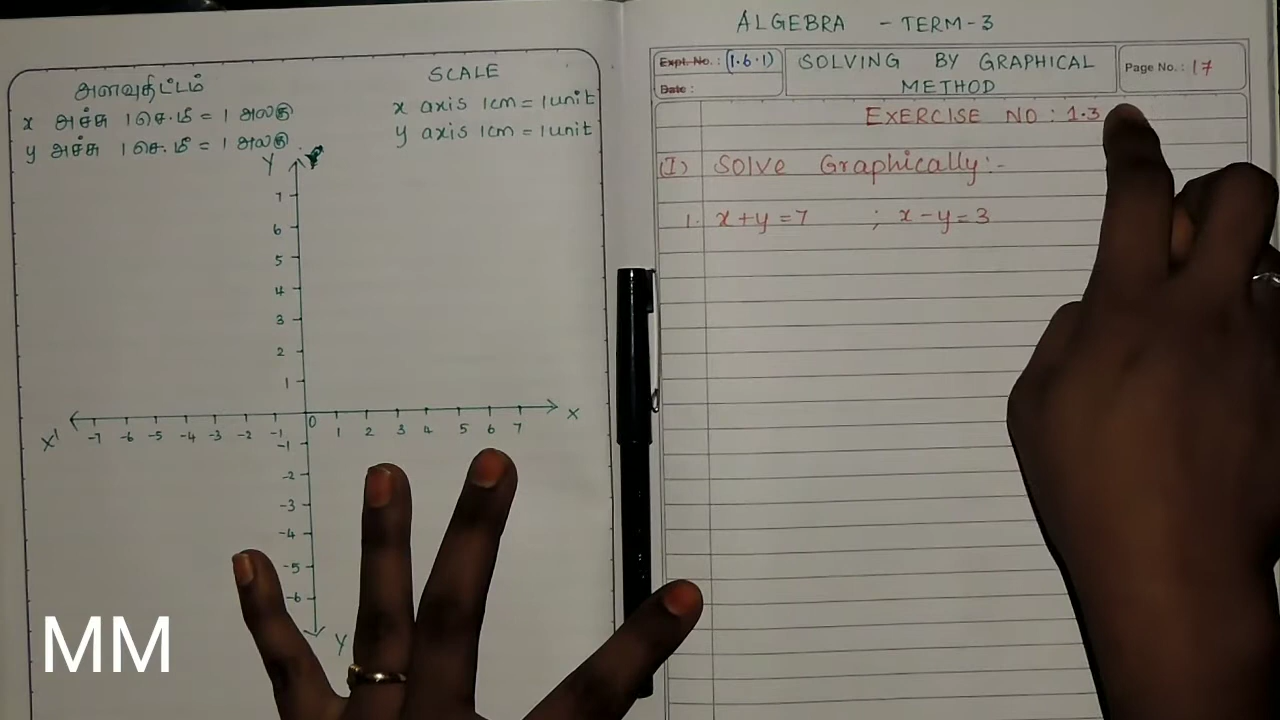 அளவுதிட்டம்
x அச்சு 1செ.மீ = 1 அலகு
y அச்சு 1செ.மீ = 1 அலகு
SCALE
x axis 1cm = 1unit
y axis 1cm = 1unit
Y
7
6
5
4
3
2
1
X' -7 -6 -5 -4 -3 -2 -1 0 1 2 3 4 5 6 7 X
-1
-2
-3
-4
-5
-6
Y
MM
ALGEBRA - TERM-3
Expt. No. : (1.6.1)
Date :
SOLVING BY GRAPHICAL
METHOD
Page No. : 17
EXERCISE NO : 1.3
(I) Solve Graphically:-
1. x+y=7 ; x-y=3